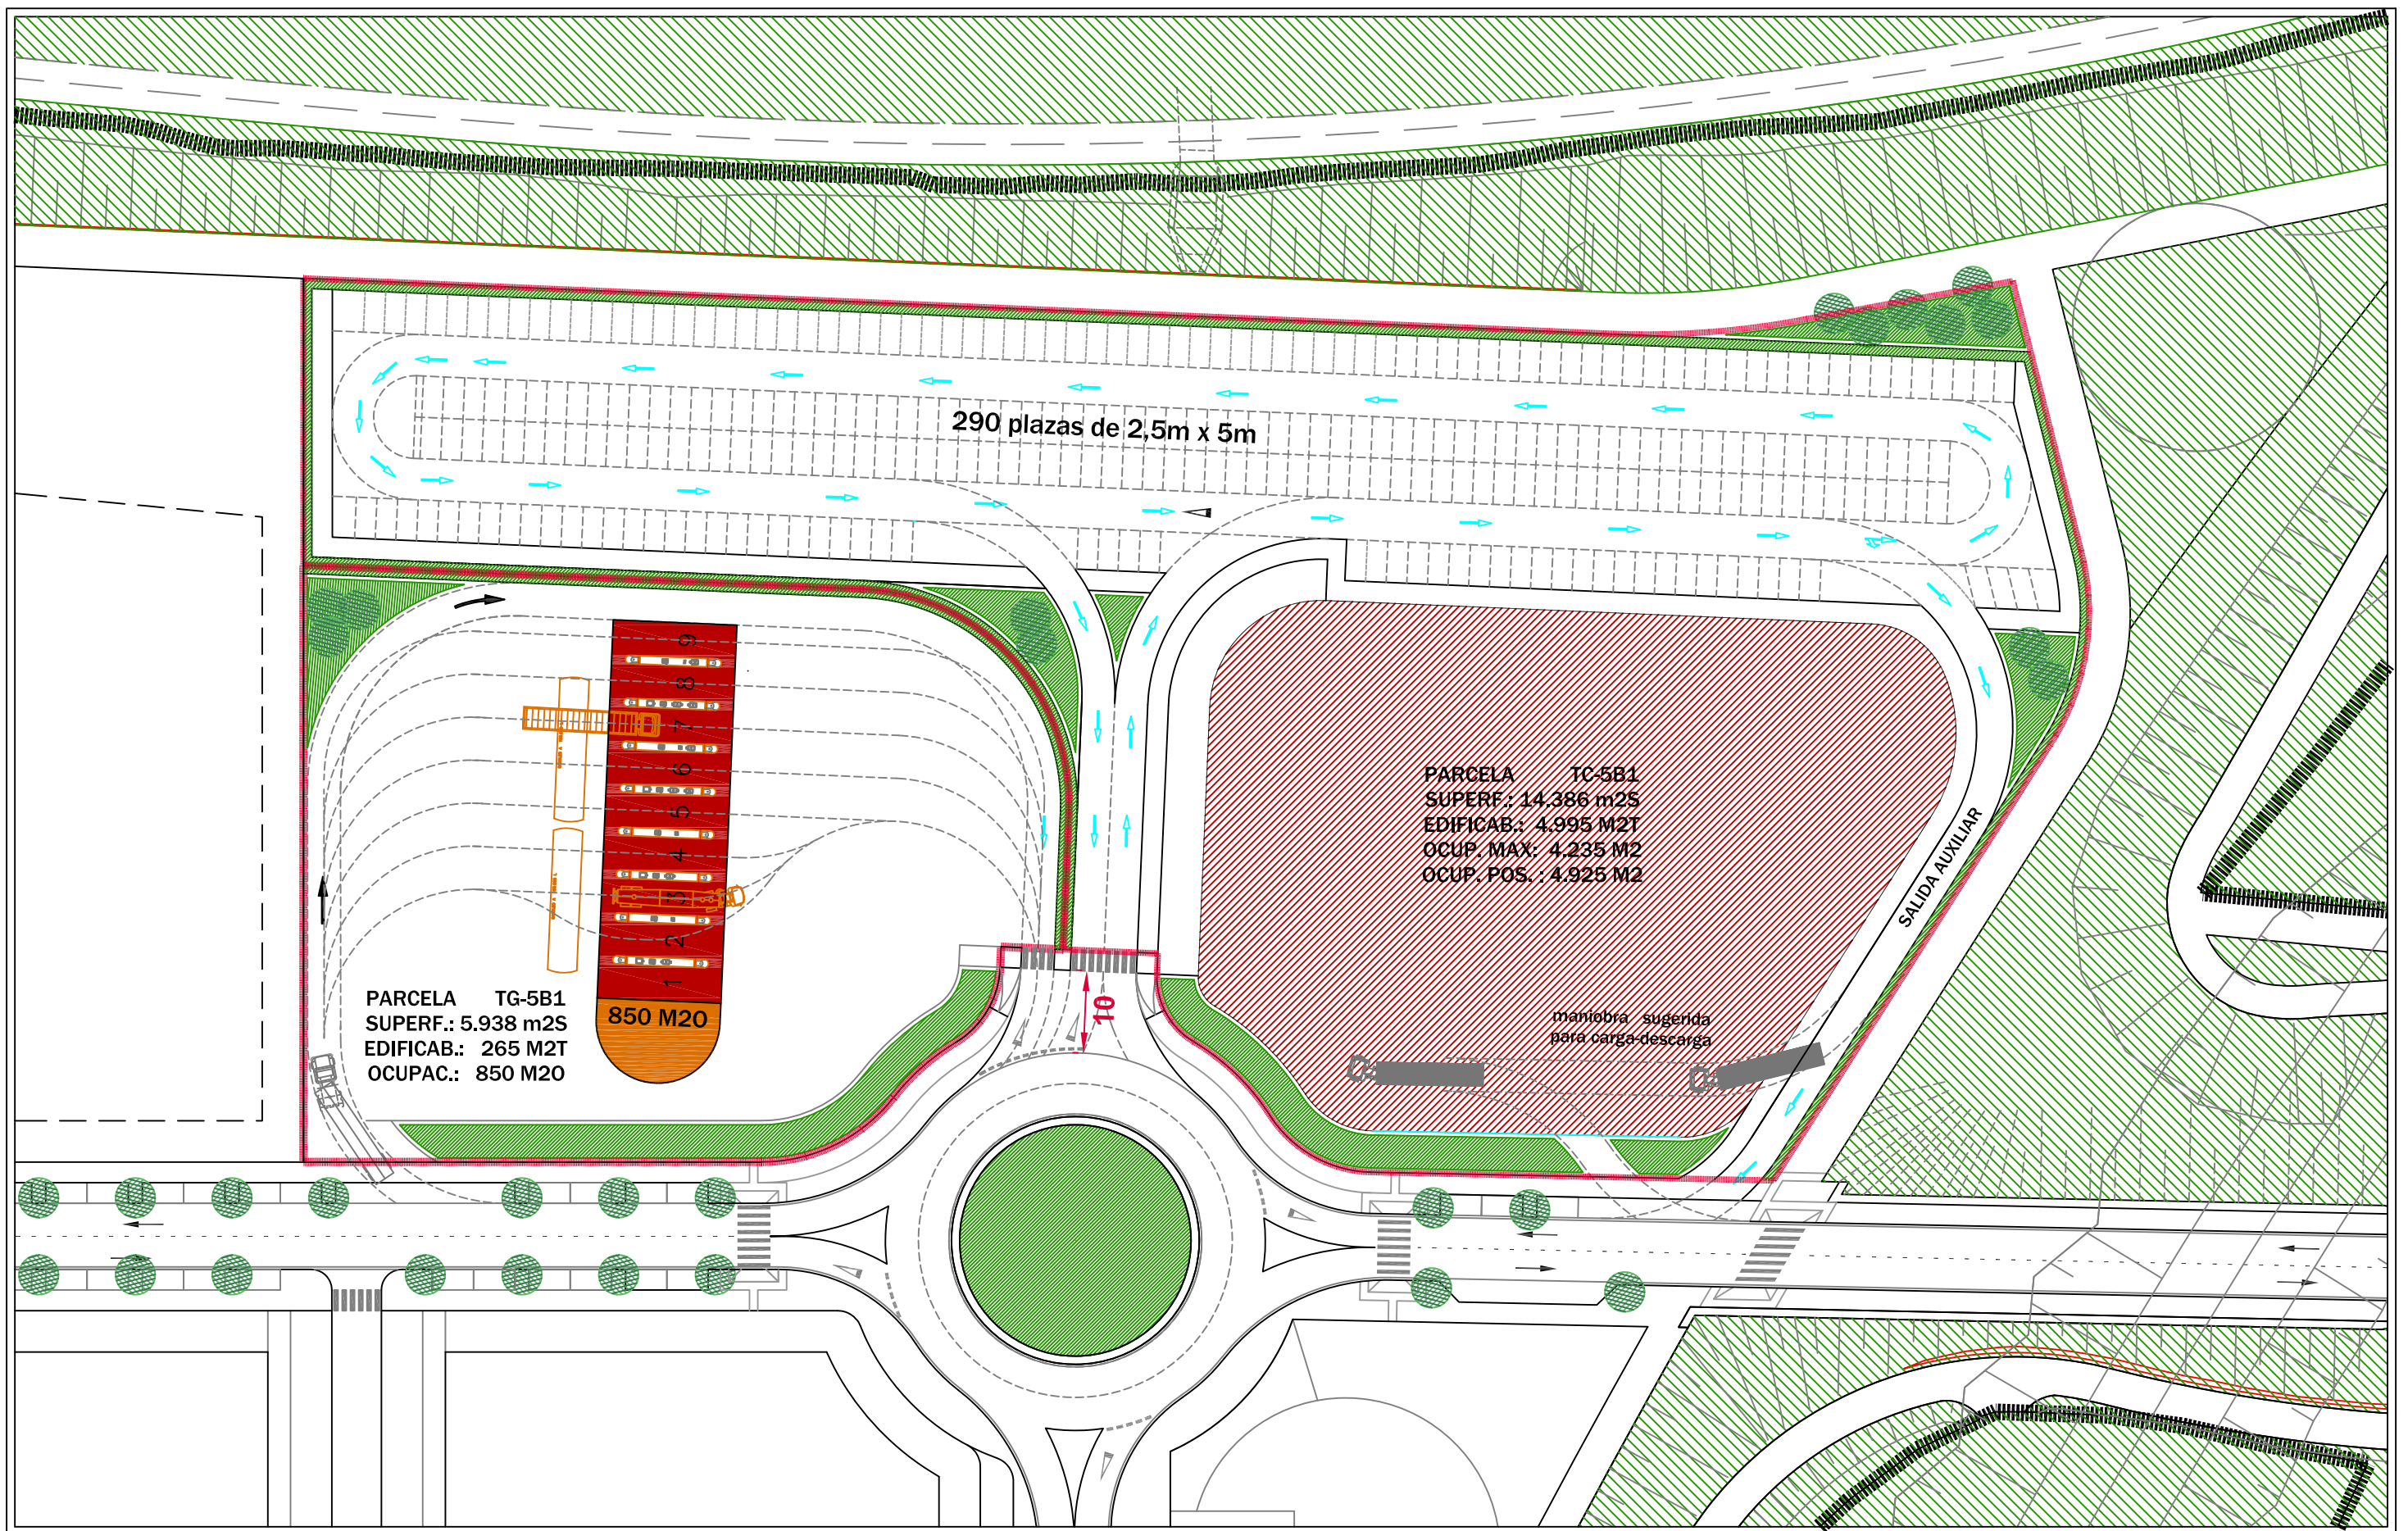 290 plazas de 2,5m x 5m
9
8
7
6
5
4
3
2
1
850 M2O
PARCELA TG-5B1
SUPERF.: 5.938 m2S
EDIFICAB.: 265 M2T
OCUPAC.: 850 M2O
10
PARCELA TC-5B1
SUPERF.: 14.386 m2S
EDIFICAB.: 4.995 M2T
OCUP. MAX: 4.235 M2
OCUP. POS. : 4.925 M2
SALIDA AUXILIAR
maniobra sugerida
para carga-descarga